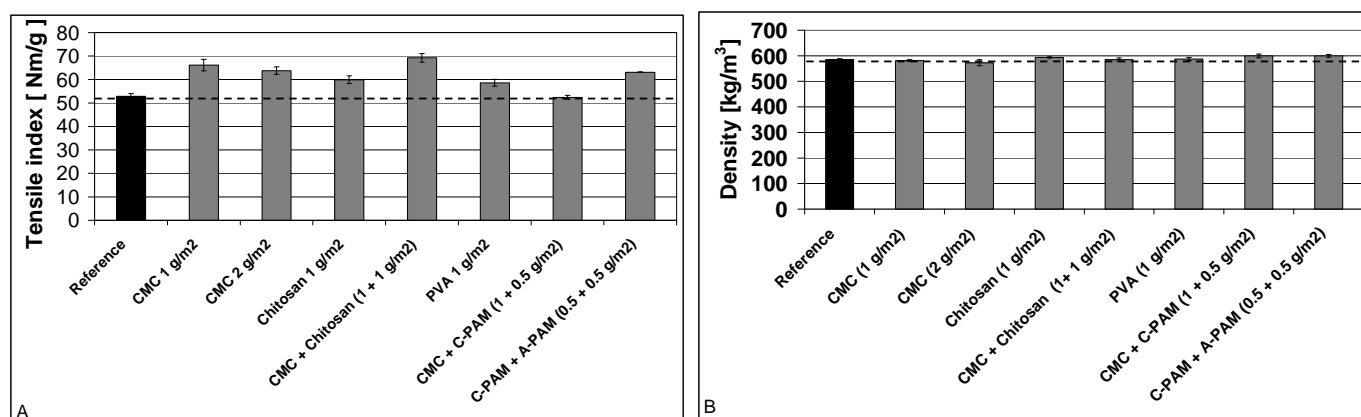 Tensile index [ Nm/g]
80
70
60
50
40
30
20
10
0
Reference
CMC 1 g/m2
CMC 2 g/m2
Chitosan 1 g/m2
CMC + Chitosan (1+ 1 g/m2)
PVA 1 g/m2
CMC + C-PAM (1 + 0.5 g/m2)
C-PAM + A-PAM (0.5 + 0.5 g/m2)
A
Density [kg/m³]
700
600
500
400
300
200
100
0
Reference
CMC (1 g/m2)
CMC (2 g/m2)
Chitosan (1 g/m2)
CMC + Chitosan (1+ 1 g/m2)
PVA (1 g/m2)
CMC + C-PAM (1 + 0.5 g/m2)
C-PAM + A-PAM (0.5 + 0.5 g/m2)
B